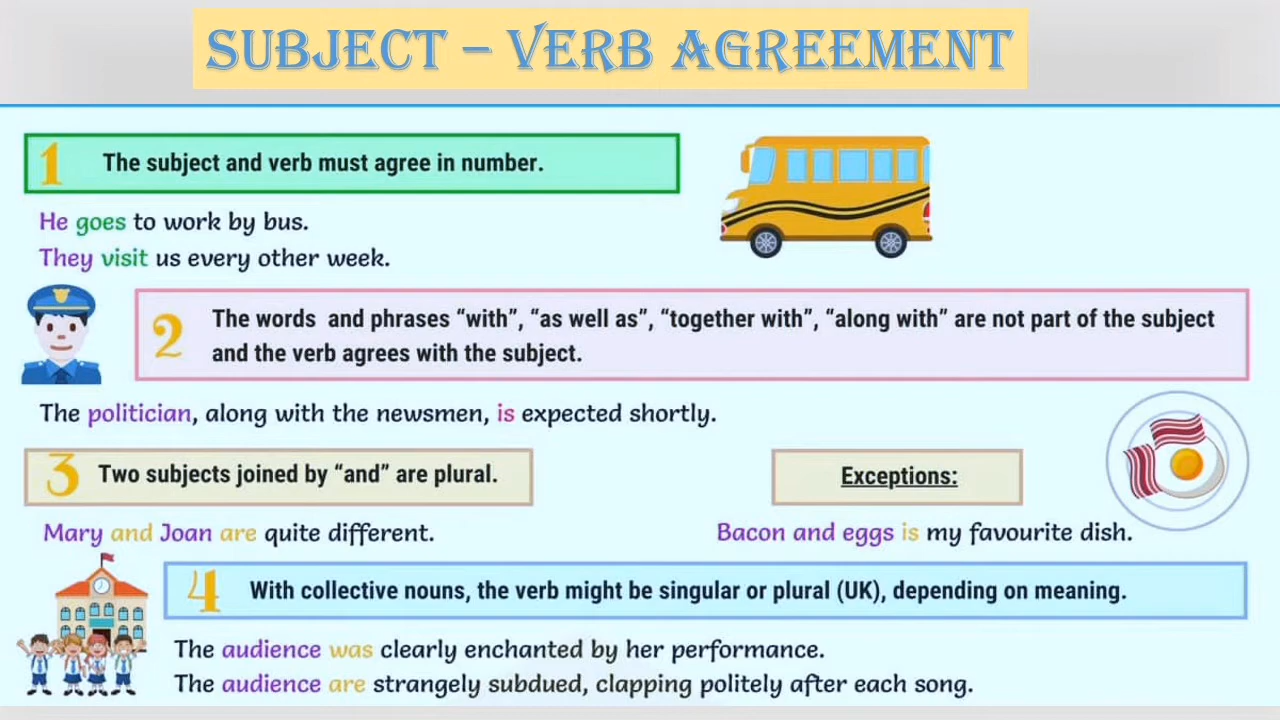 SUBJECT – VERB AGREEMENT
1 The subject and verb must agree in number.
He goes to work by bus.
They visit us every other week.
2 The words and phrases “with”, “as well as”, “together with”, “along with” are not part of the subject
and the verb agrees with the subject.
The politician, along with the newsmen, is expected shortly.
3 Two subjects joined by “and” are plural.
Mary and Joan are quite different.
Exceptions:
Bacon and eggs is my favourite dish.
4 With collective nouns, the verb might be singular or plural (UK), depending on meaning.
The audience was clearly enchanted by her performance.
The audience are strangely subdued, clapping politely after each song.